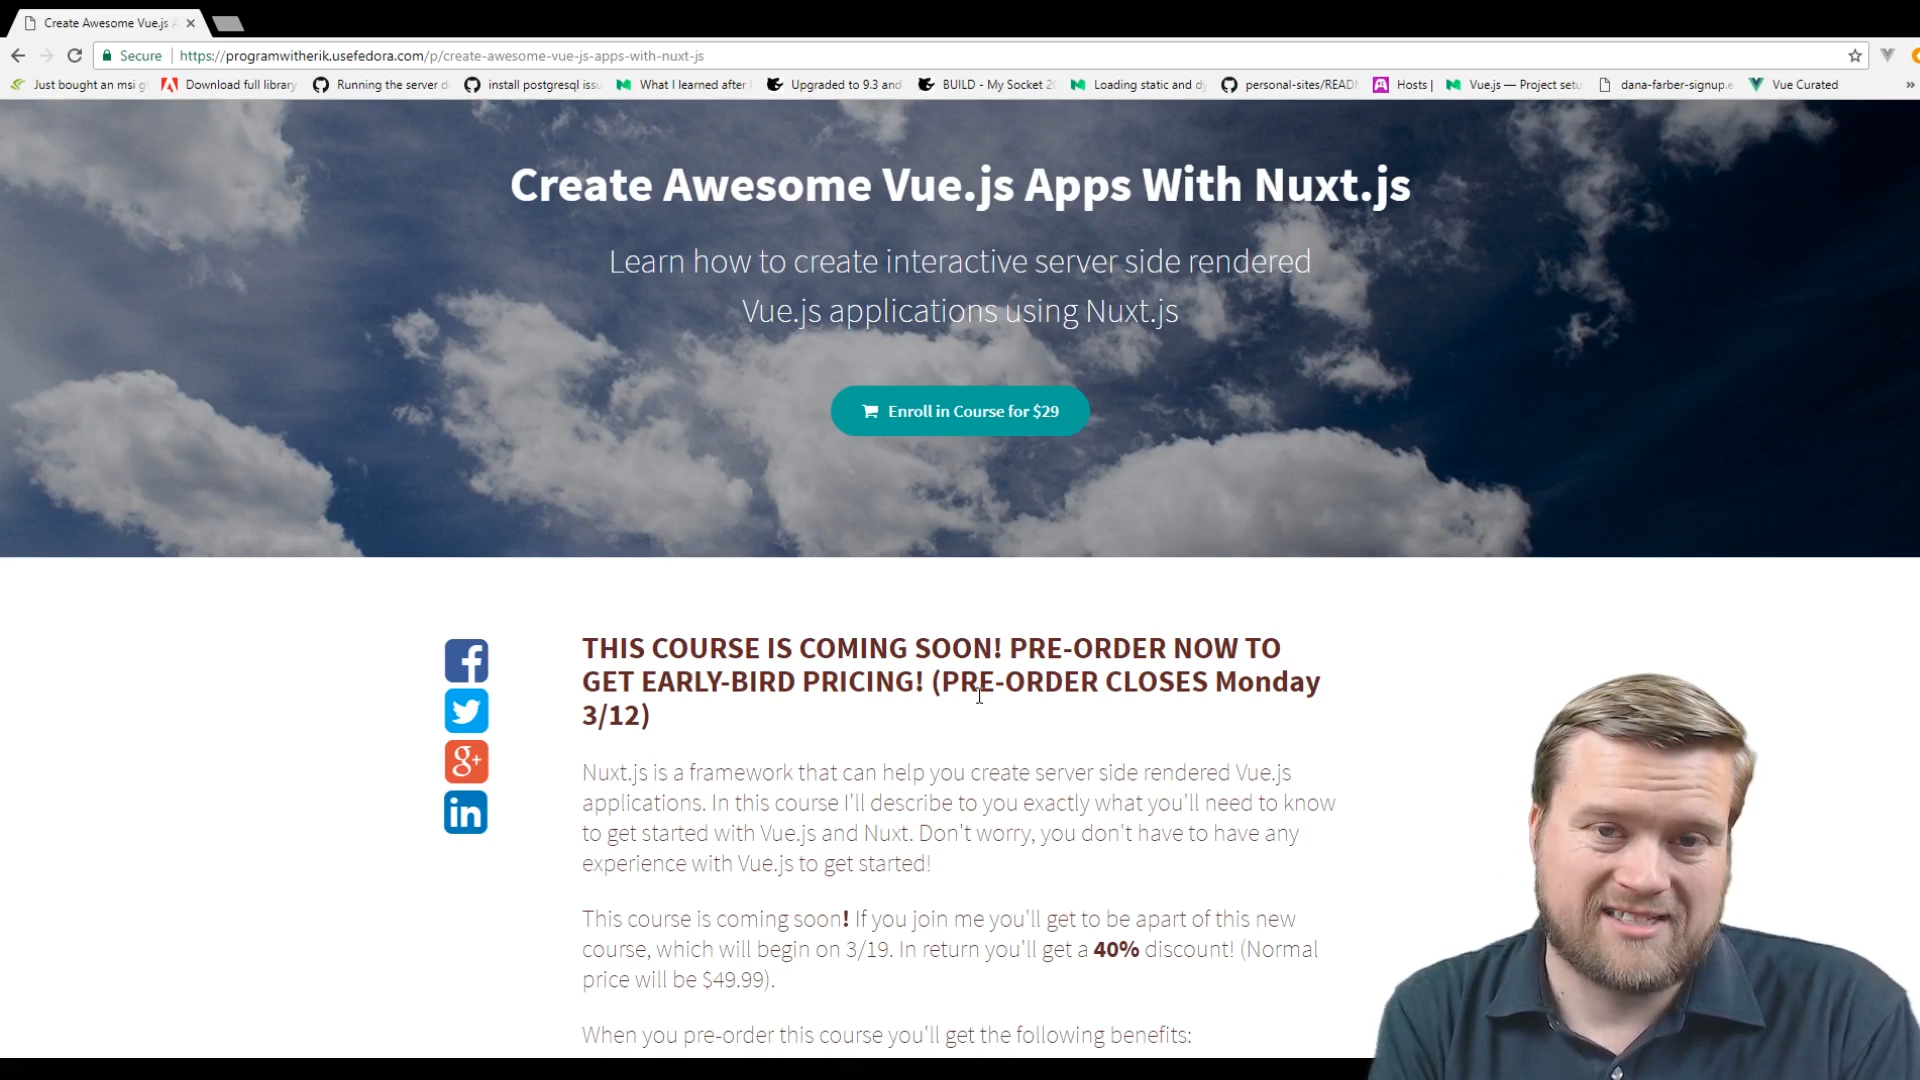 Create Awesome Vue.js A
Secure https://programwitherik.usefedora.com/p/create-awesome-vue-js-apps-with-nuxt-js
Just bought an msi g Download full library Running the server d install postgresql issu What I learned after Upgraded to 9.3 and BUILD - My Socket 20 Loading static and dy personal-sites/READ Hosts | Vue.js — Project setu dana-farber-signup.e Vue Curated »
Create Awesome Vue.js Apps With Nuxt.js
Learn how to create interactive server side rendered
Vue.js applications using Nuxt.js
Enroll in Course for $29
THIS COURSE IS COMING SOON! PRE-ORDER NOW TO
GET EARLY-BIRD PRICING! (PRE-ORDER CLOSES Monday
3/12)
Nuxt.js is a framework that can help you create server side rendered Vue.js
applications. In this course I'll describe to you exactly what you'll need to know
to get started with Vue.js and Nuxt. Don't worry, you don't have to have any
experience with Vue.js to get started!
This course is coming soon! If you join me you'll get to be apart of this new
course, which will begin on 3/19. In return you'll get a 40% discount! (Normal
price will be $49.99).
When you pre-order this course you'll get the following benefits: